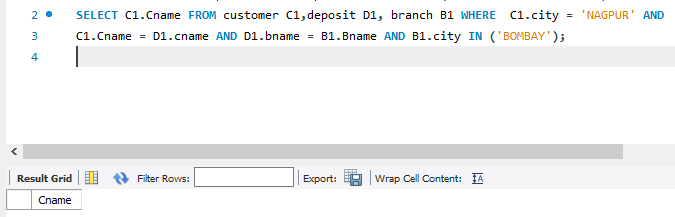 2 SELECT C1.Cname FROM customer C1,deposit D1, branch B1 WHERE  C1.city = 'NAGPUR' AND
3 C1.Cname = D1.cname AND D1.bname = B1.Bname AND B1.city IN ('BOMBAY');
4
Result Grid Filter Rows: Export: Wrap Cell Content: IA
Cname